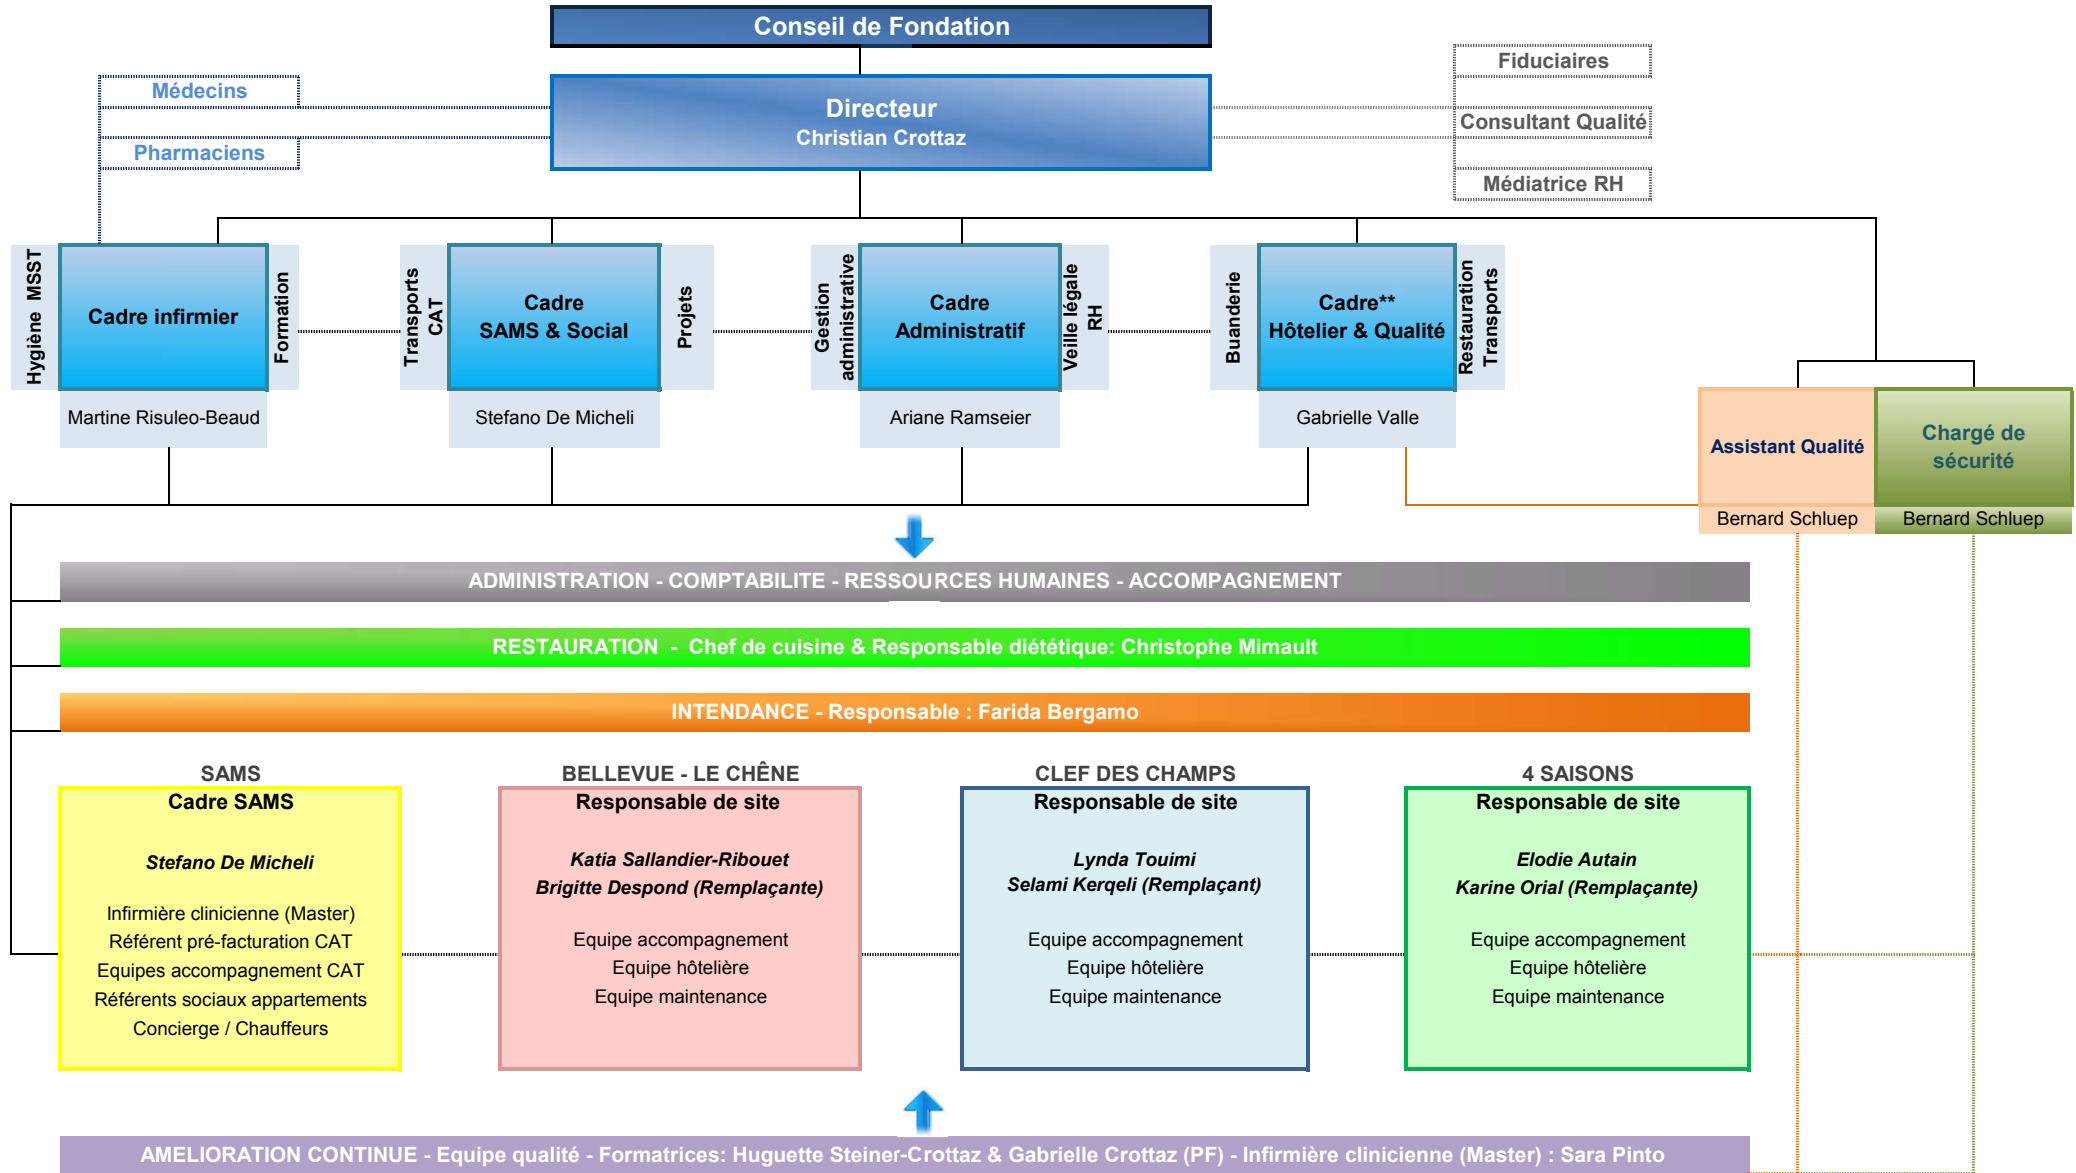 Conseil de Fondation
Directeur
Christian Crottaz
Médecins
Pharmaciens
Fiduciaires
Consultant Qualité
Médiatrice RH
Hygiène  MSST
Cadre infirmier
Formation
Martine Risuleo-Beaud
Transports
CAT
Cadre
SAMS & Social
Projets
Stefano De Micheli
Gestion
administrative
Cadre
Administratif
Veille légale
RH
Ariane Ramseier
Buanderie
Cadre**
Hôtelier & Qualité
Restauration
Transports
Gabrielle Valle
Assistant Qualité
Bernard Schluep
Chargé de
sécurité
Bernard Schluep
ADMINISTRATION - COMPTABILITE - RESSOURCES HUMAINES - ACCOMPAGNEMENT
RESTAURATION  -  Chef de cuisine & Responsable diététique: Christophe Mimault
INTENDANCE - Responsable : Farida Bergamo
SAMS
Cadre SAMS
Stefano De Micheli
Infirmière clinicienne (Master)
Référent pré-facturation CAT
Equipes accompagnement CAT
Référents sociaux appartements
Concierge / Chauffeurs
BELLEVUE - LE CHÊNE
Responsable de site
Katia Sallandier-Ribouet
Brigitte Despond (Remplaçante)
Equipe accompagnement
Equipe hôtelière
Equipe maintenance
CLEF DES CHAMPS
Responsable de site
Lynda Touimi
Selami Kerqeli (Remplaçant)
Equipe accompagnement
Equipe hôtelière
Equipe maintenance
4 SAISONS
Responsable de site
Elodie Autain
Karine Orial (Remplaçante)
Equipe accompagnement
Equipe hôtelière
Equipe maintenance
AMELIORATION CONTINUE - Equipe qualité - Formatrices: Huguette Steiner-Crottaz & Gabrielle Crottaz (PF) - Infirmière clinicienne (Master) : Sara Pinto